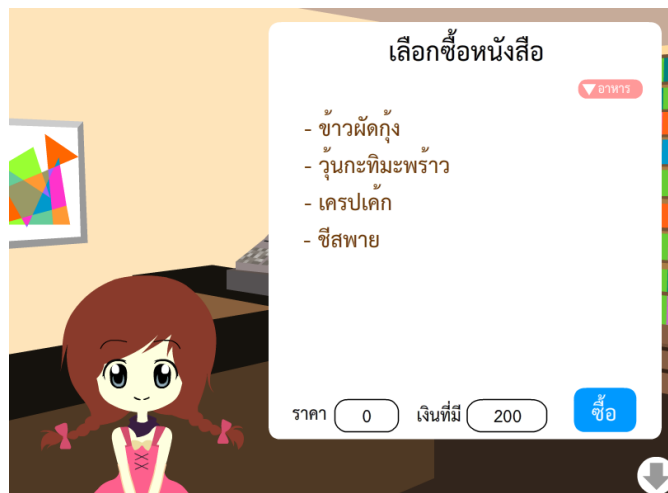 เลือกซื้อหนังสือ
อาหาร
- ข้าวผัดกุ้ง
- วุ้นกะทิมะพร้าว
- เครปเค้ก
- ชีสพาย
ราคา 0 เงินที่มี 200 ซื้อ